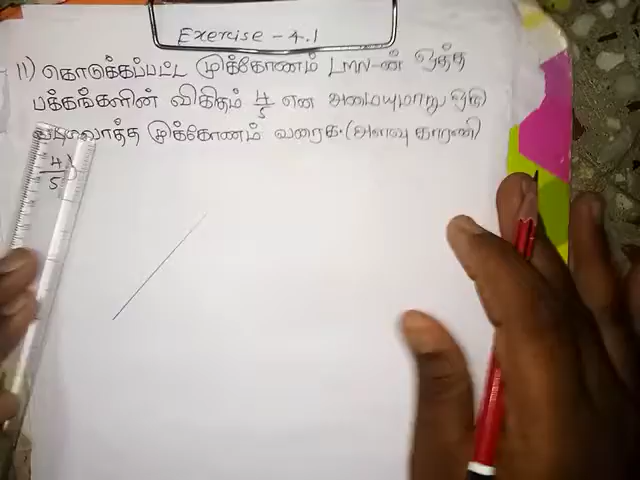 Exercise - 4.1
11) கொடுக்கப்பட்ட முக்கோணம் LMN-ன் ஒத்த
பக்கங்களின் விகிதம் 4/5 என அமையுமாறு ஒரு
வடிவொத்த முக்கோணம் வரைக. (அளவு காரணி
4/5)